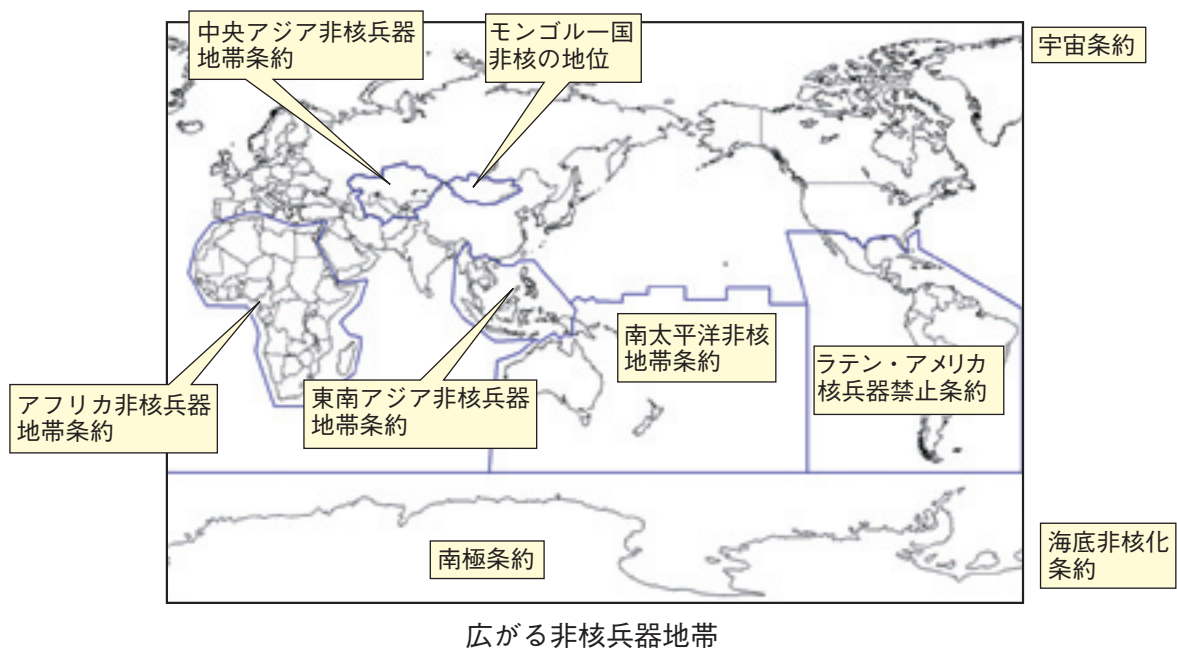 中央アジア非核兵器
地帯条約
モンゴル一国
非核の地位
宇宙条約
南太平洋非核
地帯条約
ラテン・アメリカ
核兵器禁止条約
アフリカ非核兵器
地帯条約
東南アジア非核兵器
地帯条約
南極条約
海底非核化
条約
広がる非核兵器地帯